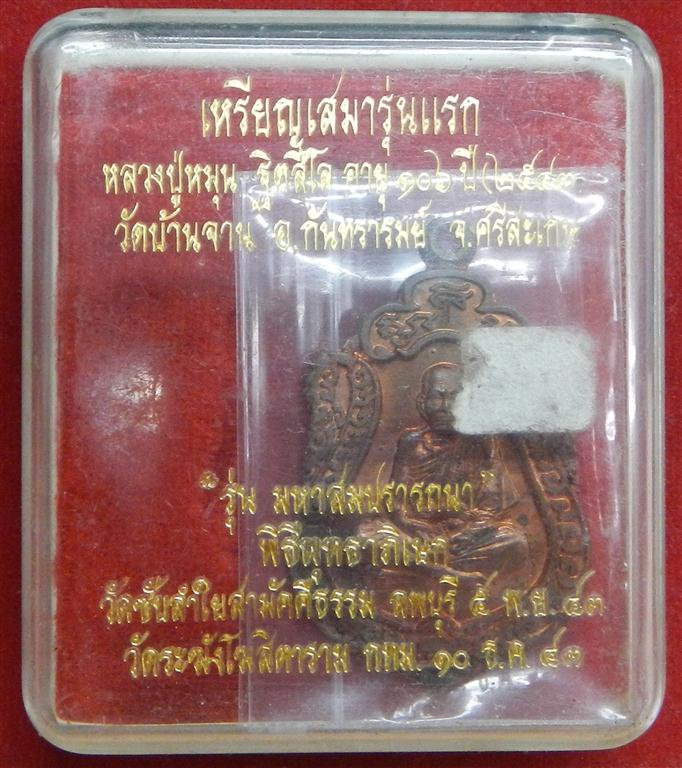 เหรียญเสมารุ่นแรก
หลวงปู่หมุน ฐิตสีโล อายุ ๑๐๖ ปี (๒๕๔๓
วัดบ้านจาน อ.กันทรารมย์ จ.ศรีสะเกษ
"รุ่น มหาสมปรารถนา"
พิธีพุทธาภิเษก
วัดซับลำใยสามัคคีธรรม ลพบุรี ๕ พ.ย. ๔๓
วัดระฆังโฆสิตาราม กทม. ๑๐ ธ.ค. ๔๓